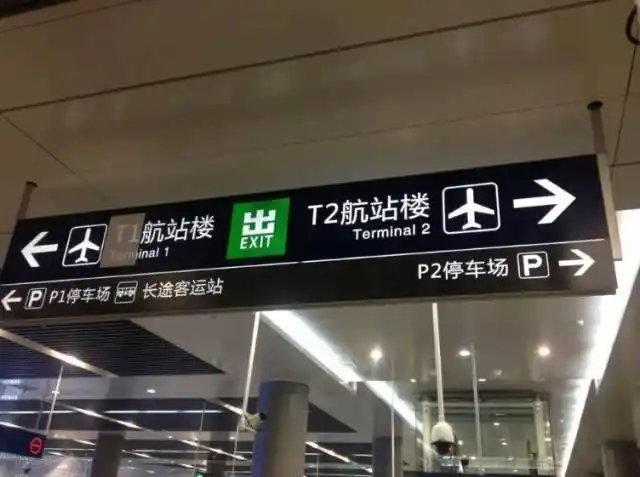 T1航站楼
Terminal 1
出
EXIT
T2航站楼
Terminal 2
P P1停车场 长途客运站
P2停车场 P